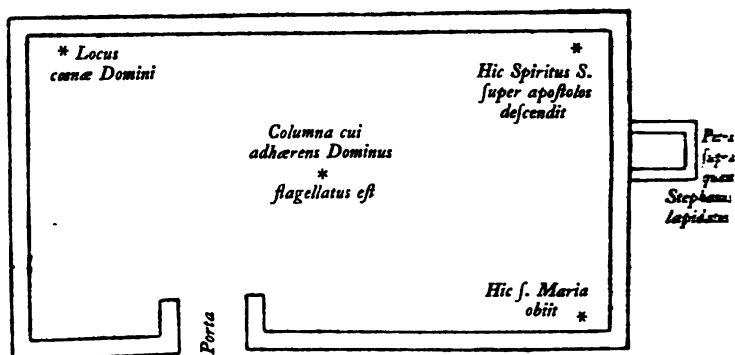 * Locus
cœnæ Domini
Hic Spiritus S. *
ſuper apoſtolos
deſcendit
Columna cui
adhærens Dominus
*
flagellatus eſt
quam
Stephanus
lapidatus
Hic ſ. Maria
obiit *
Porta